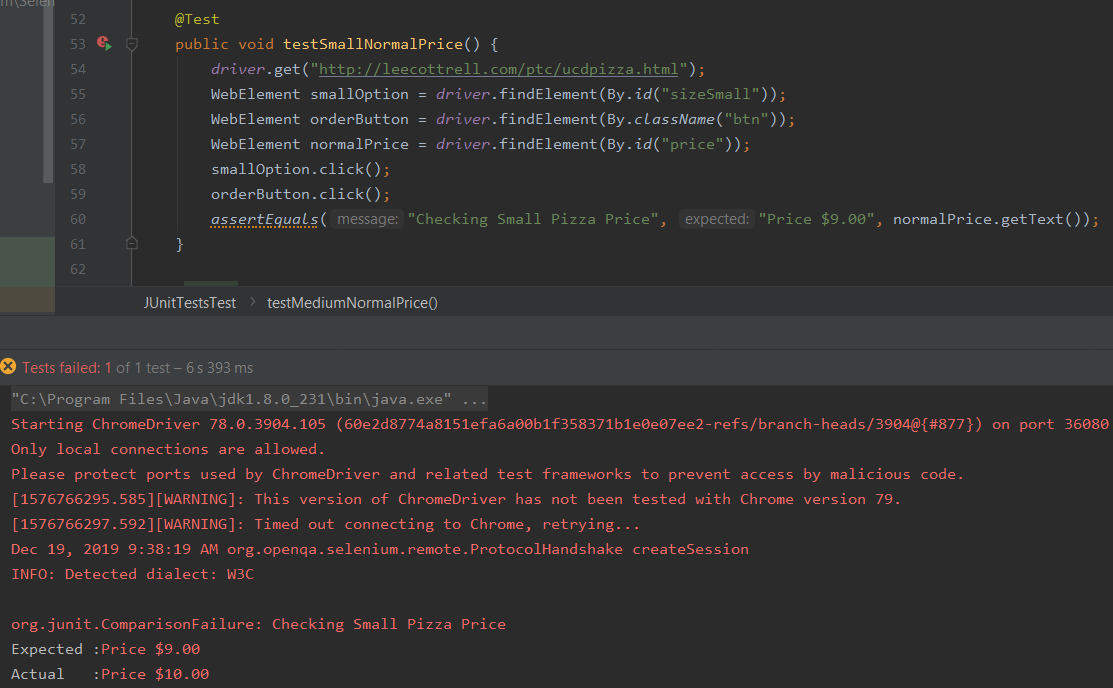 52 @Test
53 public void testSmallNormalPrice() {
54 driver.get("http://leecottrell.com/ptc/ucdpizza.html");
55 WebElement smallOption = driver.findElement(By.id("sizeSmall"));
56 WebElement orderButton = driver.findElement(By.className("btn"));
57 WebElement normalPrice = driver.findElement(By.id("price"));
58 smallOption.click();
59 orderButton.click();
60 assertEquals( message: "Checking Small Pizza Price", expected: "Price $9.00", normalPrice.getText());
61 }
62
JUnitTestsTest > testMediumNormalPrice()
Tests failed: 1 of 1 test – 6 s 393 ms
"C:\Program Files\Java\jdk1.8.0_231\bin\java.exe" ...
Starting ChromeDriver 78.0.3904.105 (60e2d8774a8151efa6a00b1f358371b1e0e07ee2-refs/branch-heads/3904@{#877}) on port 36080
Only local connections are allowed.
Please protect ports used by ChromeDriver and related test frameworks to prevent access by malicious code.
[1576766295.585][WARNING]: This version of ChromeDriver has not been tested with Chrome version 79.
[1576766297.592][WARNING]: Timed out connecting to Chrome, retrying...
Dec 19, 2019 9:38:19 AM org.openqa.selenium.remote.ProtocolHandshake createSession
INFO: Detected dialect: W3C
org.junit.ComparisonFailure: Checking Small Pizza Price
Expected :Price $9.00
Actual :Price $10.00